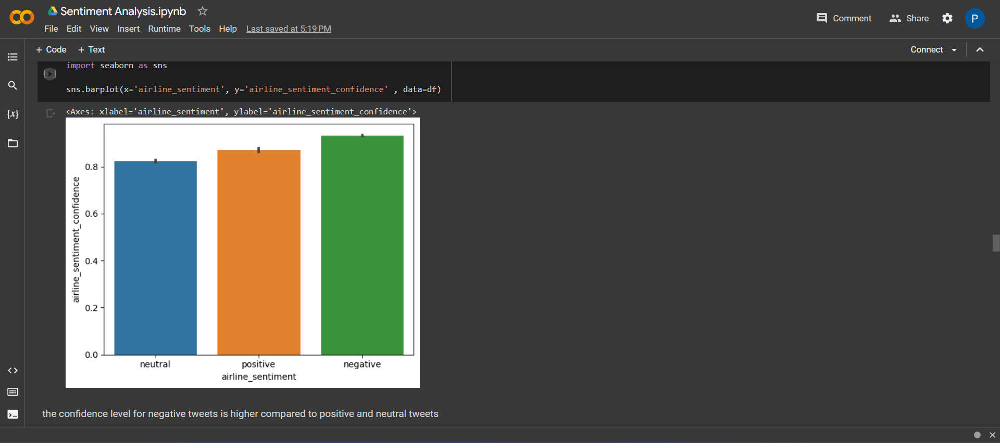 Sentiment Analysis.ipynb
File Edit View Insert Runtime Tools Help Last saved at 5:19 PM
Comment Share P
+ Code + Text
Connect
import seaborn as sns
[ ]
sns.barplot(x='airline_sentiment', y='airline_sentiment_confidence' , data=df)
{x}
<Axes: xlabel='airline_sentiment', ylabel='airline_sentiment_confidence'>
airline_sentiment_confidence
0.8
0.6
0.4
0.2
0.0
neutral positive negative
airline_sentiment
the confidence level for negative tweets is higher compared to positive and neutral tweets